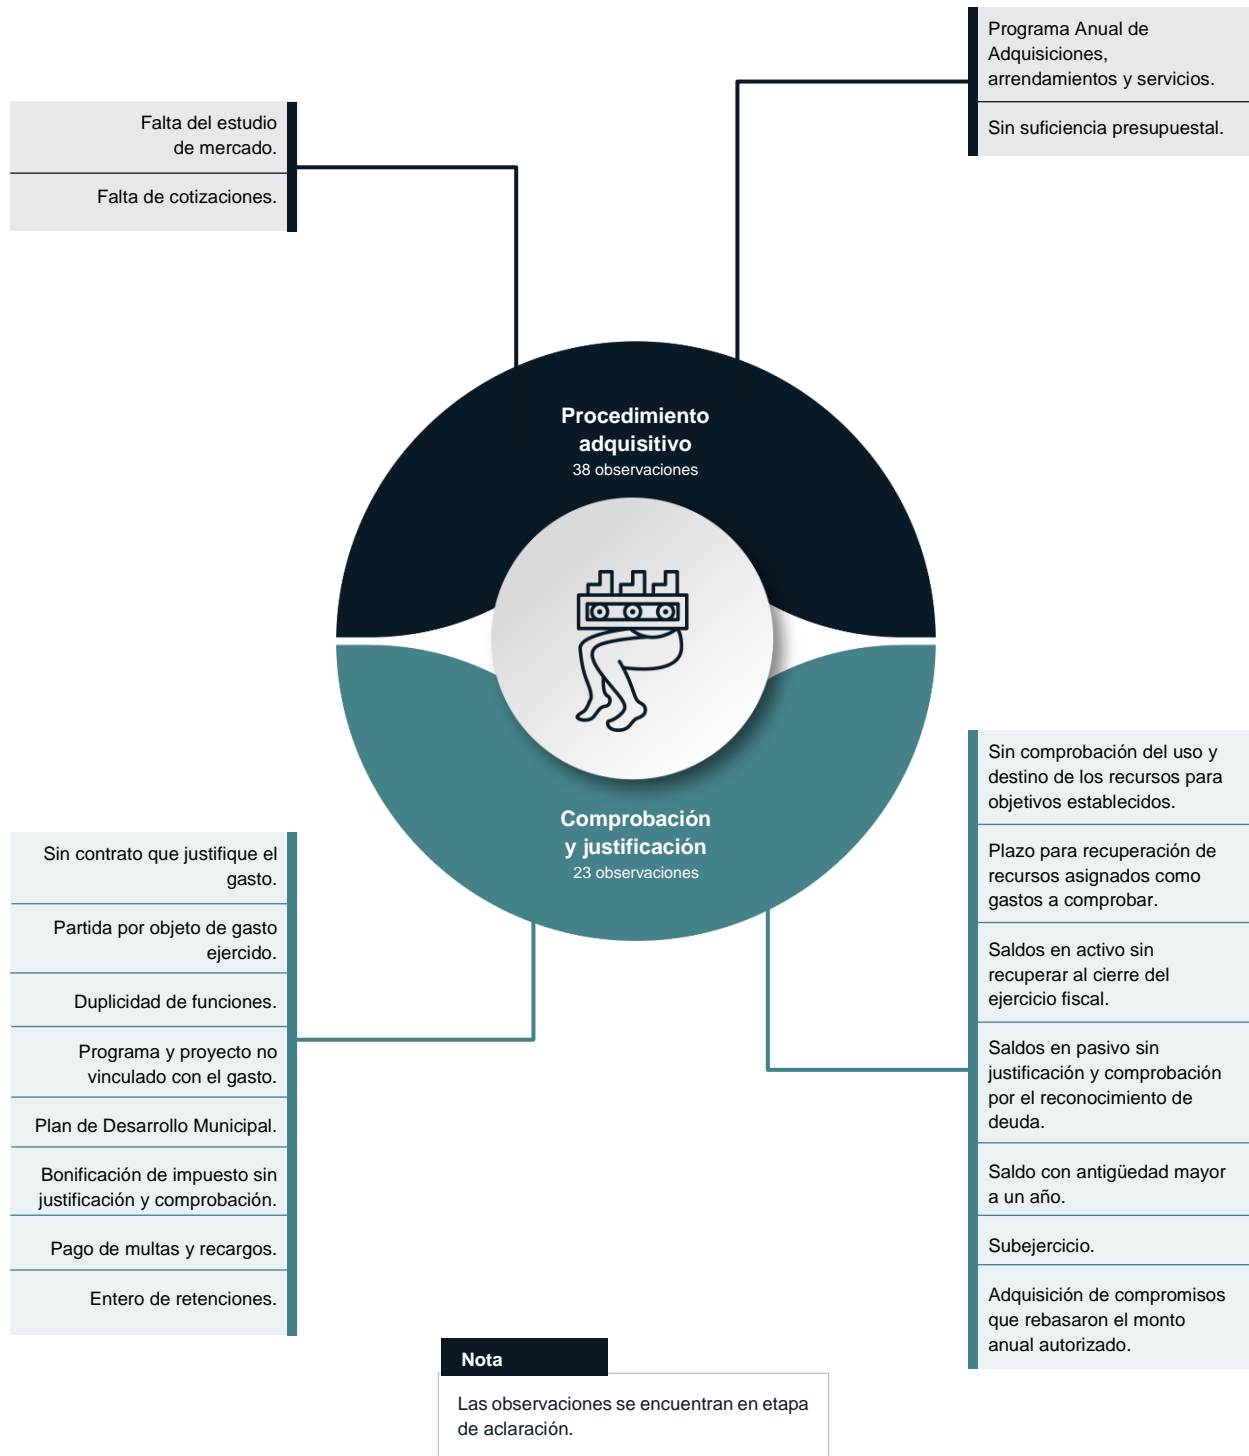 Programa Anual de
Adquisiciones,
arrendamientos y servicios.
Sin suficiencia presupuestal.
Falta del estudio
de mercado.
Falta de cotizaciones.
Procedimiento
adquisitivo
38 observaciones
Comprobación
y justificación
23 observaciones
Sin contrato que justifique el
gasto.
Partida por objeto de gasto
ejercido.
Duplicidad de funciones.
Programa y proyecto no
vinculado con el gasto.
Plan de Desarrollo Municipal.
Bonificación de impuesto sin
justificación y comprobación.
Pago de multas y recargos.
Entero de retenciones.
Sin comprobación del uso y
destino de los recursos para
objetivos establecidos.
Plazo para recuperación de
recursos asignados como
gastos a comprobar.
Saldos en activo sin
recuperar al cierre del
ejercicio fiscal.
Saldos en pasivo sin
justificación y comprobación
por el reconocimiento de
deuda.
Saldo con antigüedad mayor
a un año.
Subejercicio.
Adquisición de compromisos
que rebasaron el monto
anual autorizado.
Nota
Las observaciones se encuentran en etapa
de aclaración.